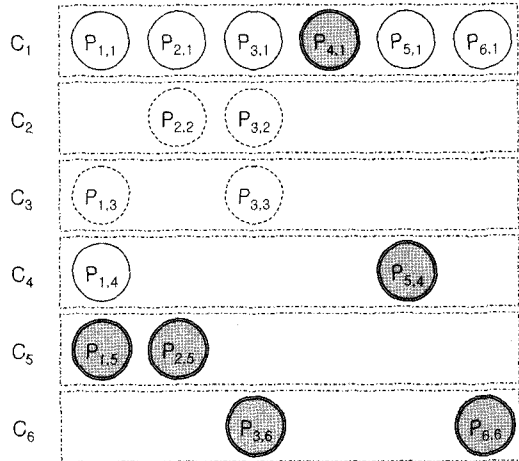 C1 P1,1 P2,1 P3,1 P4,1 P5,1 P6,1
C2 P2,2 P3,2
C3 P1,3 P3,3
C4 P1,4 P5,4
C5 P1,5 P2,5
C6 P3,6 P6,6